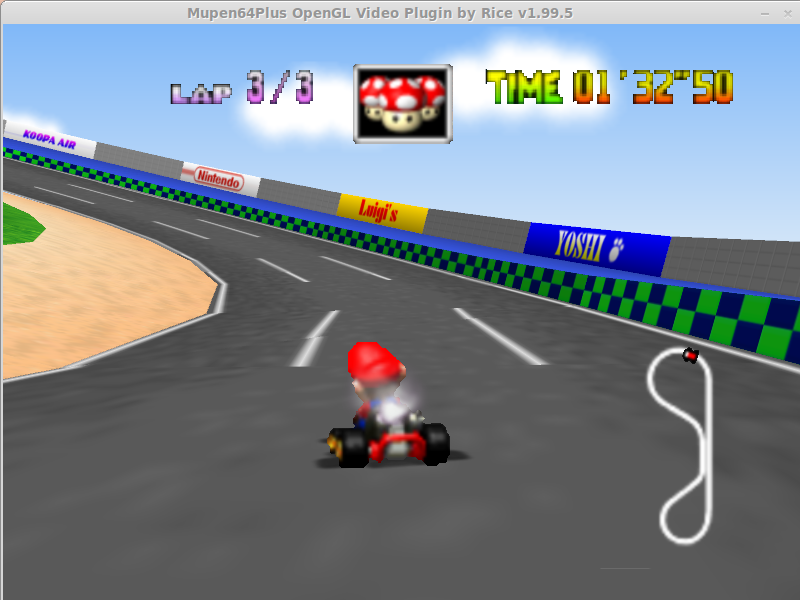 Mupen64Plus OpenGL Video Plugin by Rice v1.99.5
LAP 3/3
TIME 01'32"50
KOOPA AIR
Nintendo
Luigi's
YOSHI